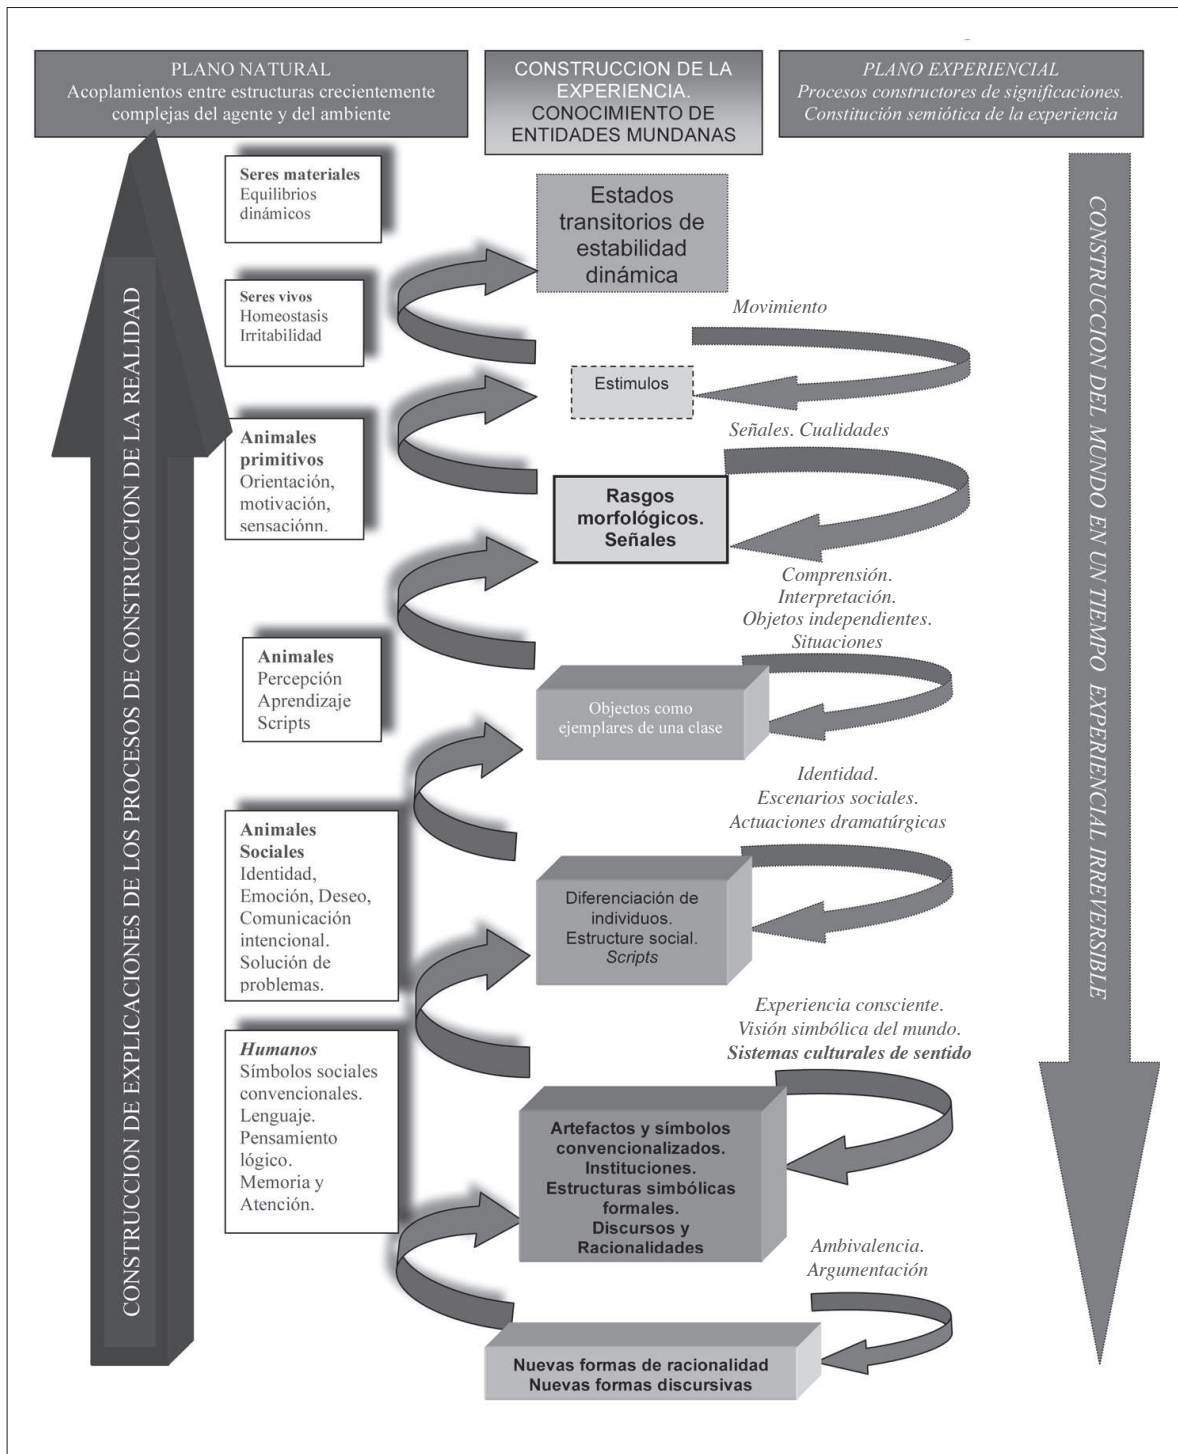 PLANO NATURAL
Acoplamientos entre estructuras crecientemente
complejas del agente y del ambiente
CONSTRUCCION DE LA
EXPERIENCIA.
CONOCIMIENTO DE
ENTIDADES MUNDANAS
PLANO EXPERIENCIAL
Procesos constructores de significaciones.
Constitución semiótica de la experiencia
CONSTRUCCION DE EXPLICACIONES DE LOS PROCESOS DE CONSTRUCCION DE LA REALIDAD
Seres materiales
Equilibrios
dinámicos
Estados
transitorios de
estabilidad
dinámica
Seres vivos
Homeostasis
Irritabilidad
Movimiento
Estimulos
Animales
primitivos
Orientación,
motivación,
sensaciónn.
Señales. Cualidades
Rasgos
morfológicos.
Señales
Comprensión.
Interpretación.
Objetos independientes.
Situaciones
Animales
Percepción
Aprendizaje
Scripts
Objectos como
ejemplares de una clase
Identidad.
Escenarios sociales.
Actuaciones dramatúrgicas
Animales
Sociales
Identidad,
Emoción, Deseo,
Comunicación
intencional.
Solución de
problemas.
Diferenciación de
individuos.
Estructure social.
Scripts
Experiencia consciente.
Visión simbólica del mundo.
Sistemas culturales de sentido
Humanos
Símbolos sociales
convencionales.
Lenguaje.
Pensamiento
lógico.
Memoria y
Atención.
Artefactos y símbolos
convencionalizados.
Instituciones.
Estructuras simbólicas
formales.
Discursos y
Racionalidades
Ambivalencia.
Argumentación
Nuevas formas de racionalidad
Nuevas formas discursivas
CONSTRUCCION DEL MUNDO EN UN TIEMPO EXPERIENCIAL IRREVERSIBLE